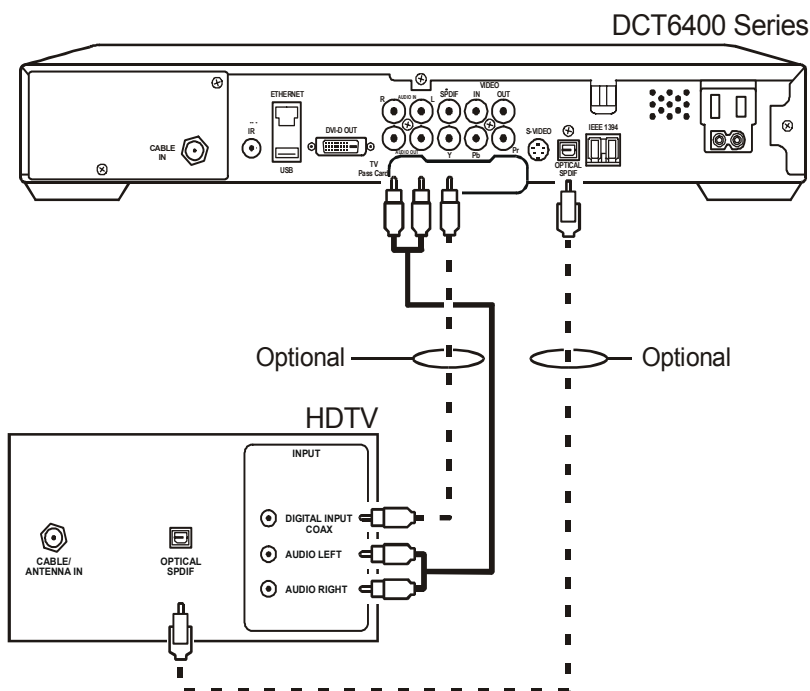 DCT6400 Series
ETHERNET
R AUDIO IN L
SPDIF
VIDEO
IN OUT
IR
DVI-D OUT
S-VIDEO
IEEE 1394
CABLE
IN
USB
TV
Pass Card
AUDIO OUT
Y Pb Pr
OPTICAL
SPDIF
Optional
Optional
HDTV
INPUT
DIGITAL INPUT
COAX
CABLE/
ANTENNA IN
OPTICAL
SPDIF
AUDIO LEFT
AUDIO RIGHT